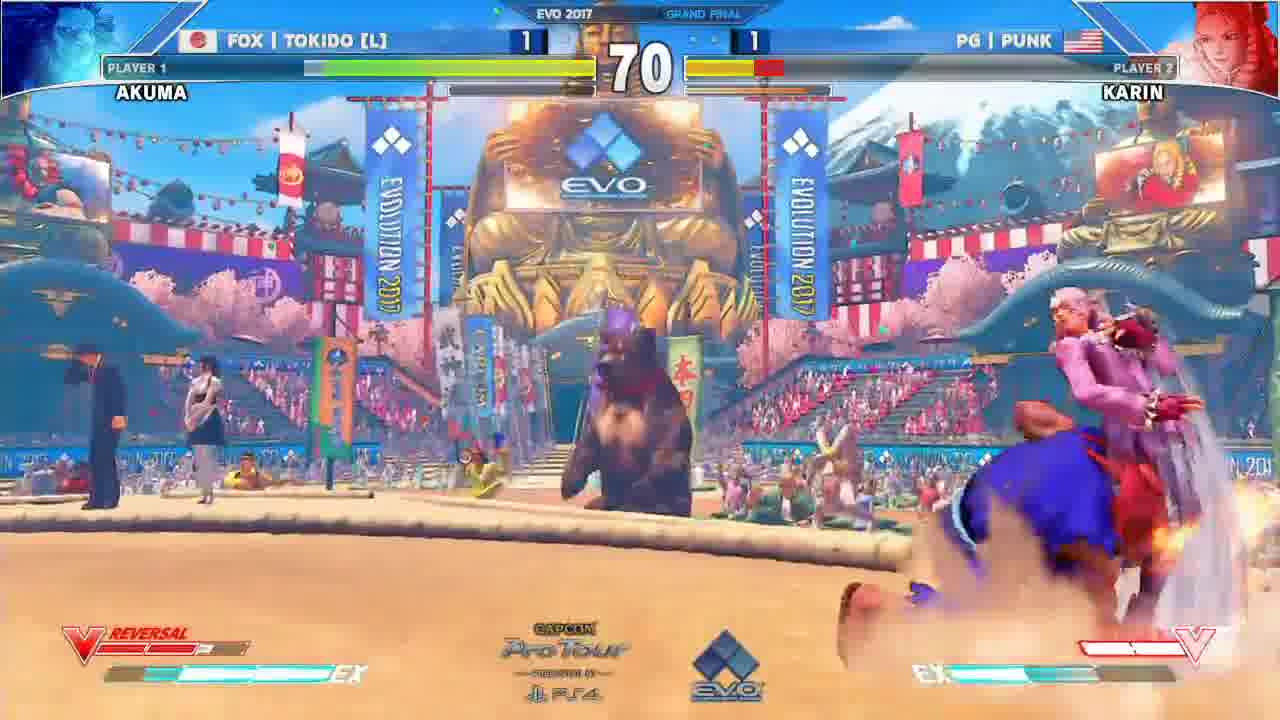 EVO 2017 GRAND FINAL
FOX | TOKIDO [L] 1 1 PG | PUNK
70
PLAYER 1 PLAYER 2
AKUMA KARIN
EVO
EVOLUTION 2017
EVOLUTION 2017
REVERSAL
V V
EX EX
CAPCOM
Pro Tour
PS4
EVO